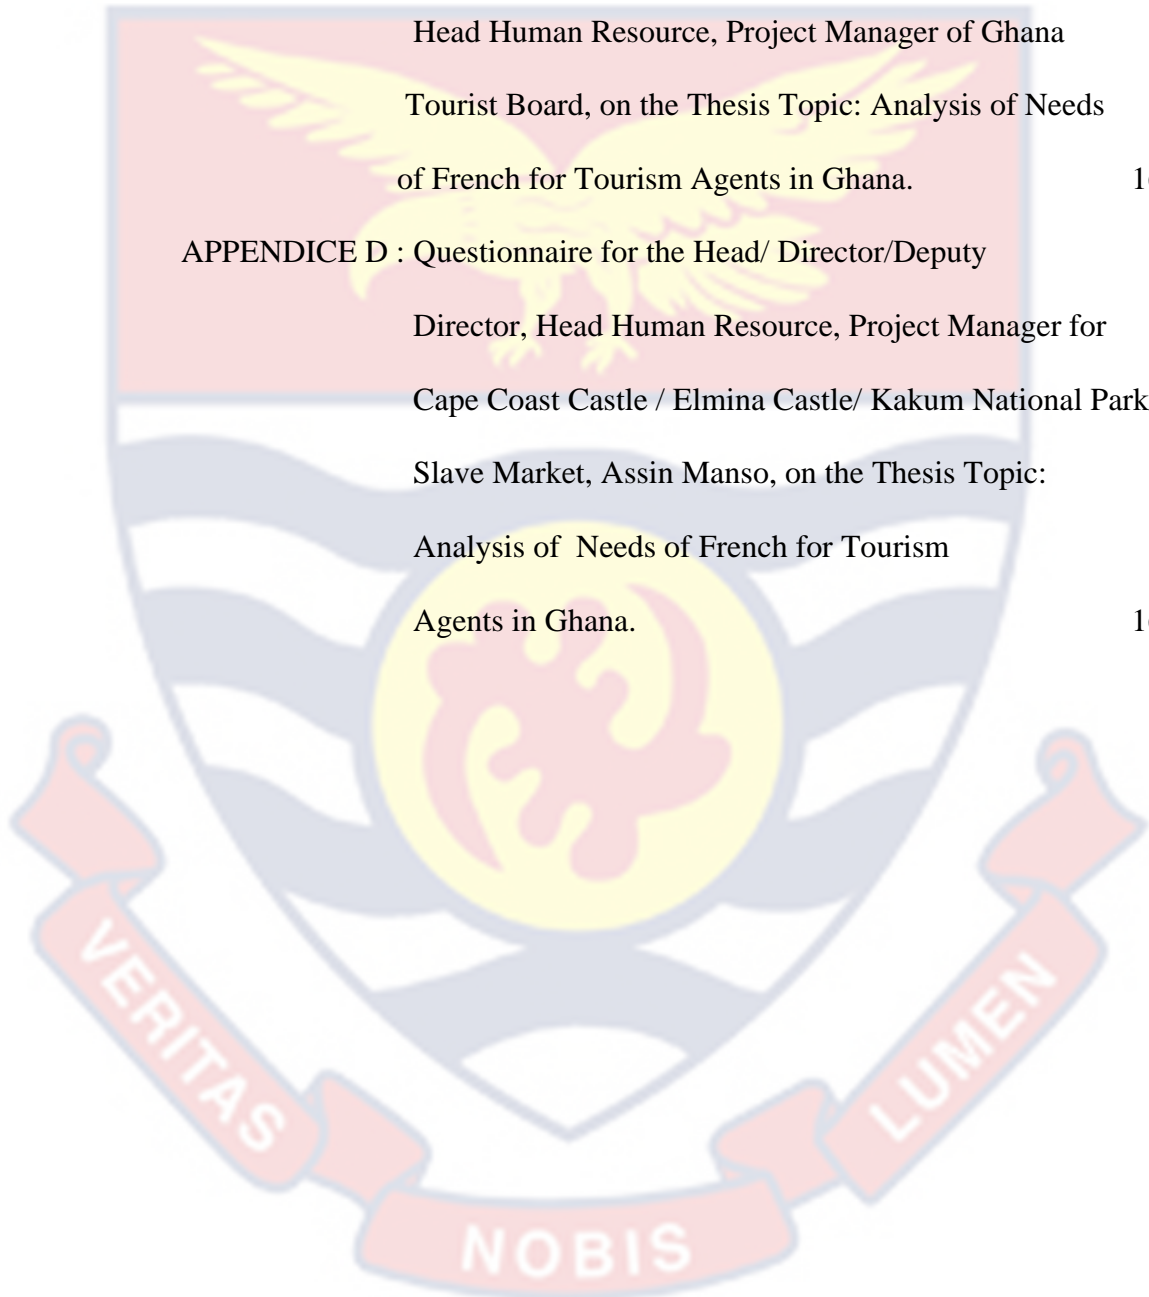 Head Human Resource, Project Manager of Ghana
Tourist Board, on the Thesis Topic: Analysis of Needs
of French for Tourism Agents in Ghana.
APPENDICE D : Questionnaire for the Head/ Director/Deputy
Director, Head Human Resource, Project Manager for
Cape Coast Castle / Elmina Castle/ Kakum National Park
Slave Market, Assin Manso, on the Thesis Topic:
Analysis of Needs of French for Tourism
Agents in Ghana.
VERITAS NOBIS LUMEN